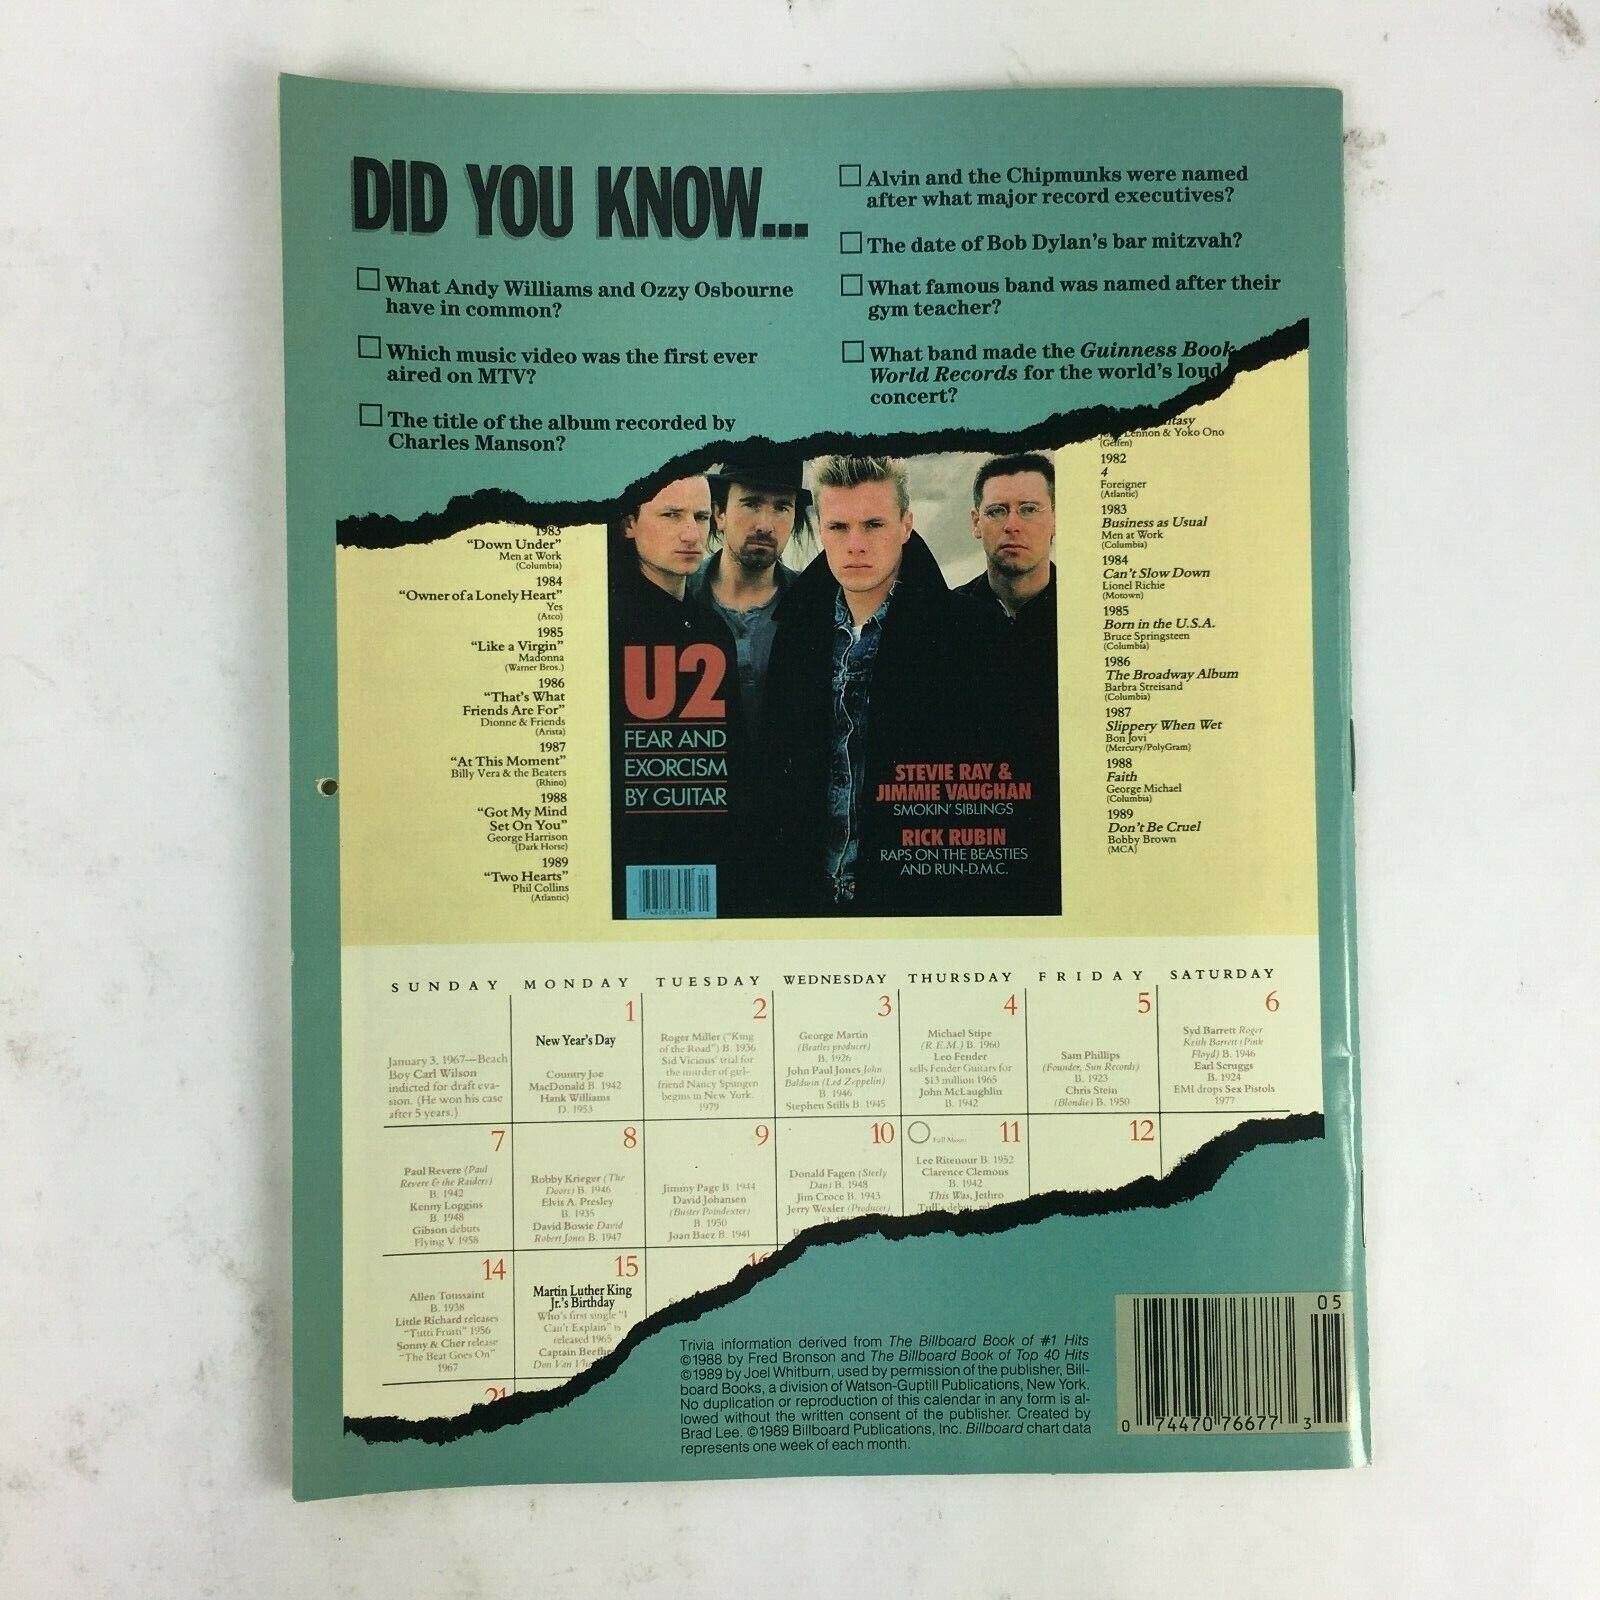 DID YOU KNOW...
What Andy Williams and Ozzy Osbourne
have in common?
Which music video was the first ever
aired on MTV?
The title of the album recorded by
Charles Manson?
Alvin and the Chipmunks were named
after what major record executives?
The date of Bob Dylan's bar mitzvah?
What famous band was named after their
gym teacher?
What band made the Guinness Book
World Records for the world's loud
concert?
1983
"Down Under"
Men at Work
(Columbia)
1984
"Owner of a Lonely Heart"
Yes
(Atco)
1985
"Like a Virgin"
Madonna
(Warner Bros.)
1986
"That's What
Friends Are For"
Dionne & Friends
(Arista)
1987
"At This Moment"
Billy Vera & the Beaters
(Rhino)
1988
"Got My Mind
Set On You"
George Harrison
(Dark Horse)
1989
"Two Hearts"
Phil Collins
(Atlantic)
U2
FEAR AND
EXORCISM
BY GUITAR
STEVIE RAY &
JIMMIE VAUGHAN
SMOKIN' SIBLINGS
RICK RUBIN
RAPS ON THE BEASTIES
AND RUN-D.M.C.
ntasy
Lennon & Yoko Ono
(Geffen)
1982
4
Foreigner
(Atlantic)
1983
Business as Usual
Men at Work
(Columbia)
1984
Can't Slow Down
Lionel Richie
(Motown)
1985
Born in the U.S.A.
Bruce Springsteen
(Columbia)
1986
The Broadway Album
Barbra Streisand
(Columbia)
1987
Slippery When Wet
Bon Jovi
(Mercury/PolyGram)
1988
Faith
George Michael
(Columbia)
1989
Don't Be Cruel
Bobby Brown
(MCA)
SUNDAY MONDAY TUESDAY WEDNESDAY THURSDAY FRIDAY SATURDAY
January 3, 1967—Beach
Boy Carl Wilson
indicted for draft eva-
sion. (He won his case
after 5 years.)
1
New Year's Day
Country Joe
MacDonald B. 1942
Hank Williams
D. 1953
2
Roger Miller ("King
of the Road") B. 1936
Sid Vicious' trial for
the murder of girl-
friend Nancy Spungen
begins in New York.
1979
3
George Martin
(Beatles producer)
B. 1926
John Paul Jones John
Baldwin (Led Zeppelin)
B. 1946
Stephen Stills B. 1945
4
Michael Stipe
(R.E.M.) B. 1960
Leo Fender
sells Fender Guitars for
$13 million 1965
John McLaughlin
B. 1942
5
Sam Phillips
(Founder, Sun Records)
B. 1923
Chris Stein
(Blondie) B. 1950
6
Syd Barrett Roger
Keith Barrett (Pink
Floyd) B. 1946
Earl Scruggs
B. 1924
EMI drops Sex Pistols
1977
7
Paul Revere (Paul
Revere & the Raiders)
B. 1942
Kenny Loggins
B. 1948
Gibson debuts
Flying V 1958
8
Robby Krieger (The
Doors) B. 1946
Elvis A. Presley
B. 1935
David Bowie David
Robert Jones B. 1947
9
Jimmy Page B. 1944
David Johansen
(Buster Poindexter)
B. 1950
Joan Baez B. 1941
10
Donald Fagen (Steely
Dan) B. 1948
Jim Croce B. 1943
Jerry Wexler (Producer)
Full Moon 11
Lee Ritenour B. 1952
Clarence Clemons
B. 1942
This Was, Jethro
Tull's debut
12
14
Allen Toussaint
B. 1938
Little Richard releases
"Tutti Frutti" 1956
Sonny & Cher release
"The Beat Goes On"
1967
15
Martin Luther King
Jr.'s Birthday
Who's first single "I
Can't Explain" is
released 1965
Captain Beefhe
Don Van
16
21
Trivia information derived from The Billboard Book of #1 Hits
©1988 by Fred Bronson and The Billboard Book of Top 40 Hits
©1989 by Joel Whitburn, used by permission of the publisher, Bill-
board Books, a division of Watson-Guptill Publications, New York.
No duplication or reproduction of this calendar in any form is al-
lowed without the written consent of the publisher. Created by
Brad Lee. ©1989 Billboard Publications, Inc. Billboard chart data
represents one week of each month.
05
0 74470 76677 3